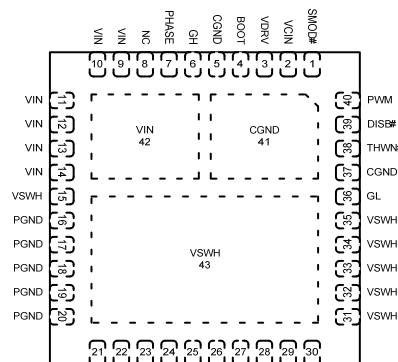 VIN
VIN
NC
PHASE
GH
CGND
BOOT
VDRV
VCIN
SMOD#
10 9 8 7 6 5 4 3 2 1
VIN 11
VIN 12
VIN 13
VIN 14
VSWH 15
PGND 16
PGND 17
PGND 18
PGND 19
PGND 20
VIN
42
CGND
41
VSWH
43
40 PWM
39 DISB#
38 THWN
37 CGND
36 GL
35 VSWH
34 VSWH
33 VSWH
32 VSWH
31 VSWH
21 22 23 24 25 26 27 28 29 30